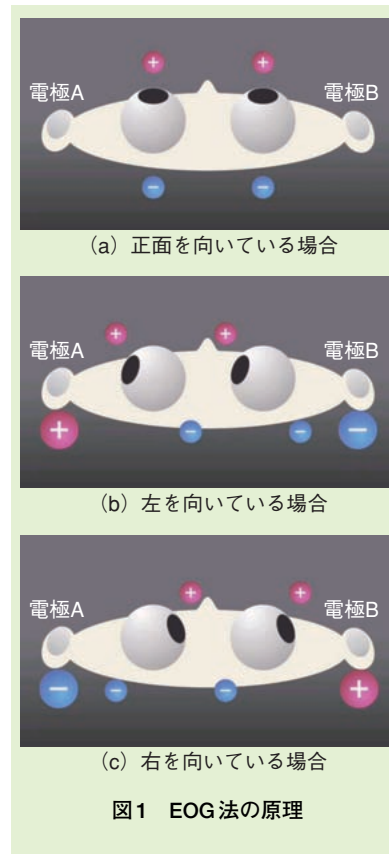 + +
電極A 電極B
- -
(a) 正面を向いている場合
+ +
電極A 電極B
+ - - -
(b) 左を向いている場合
+ +
電極A 電極B
- - - +
(c) 右を向いている場合
図1 EOG法の原理